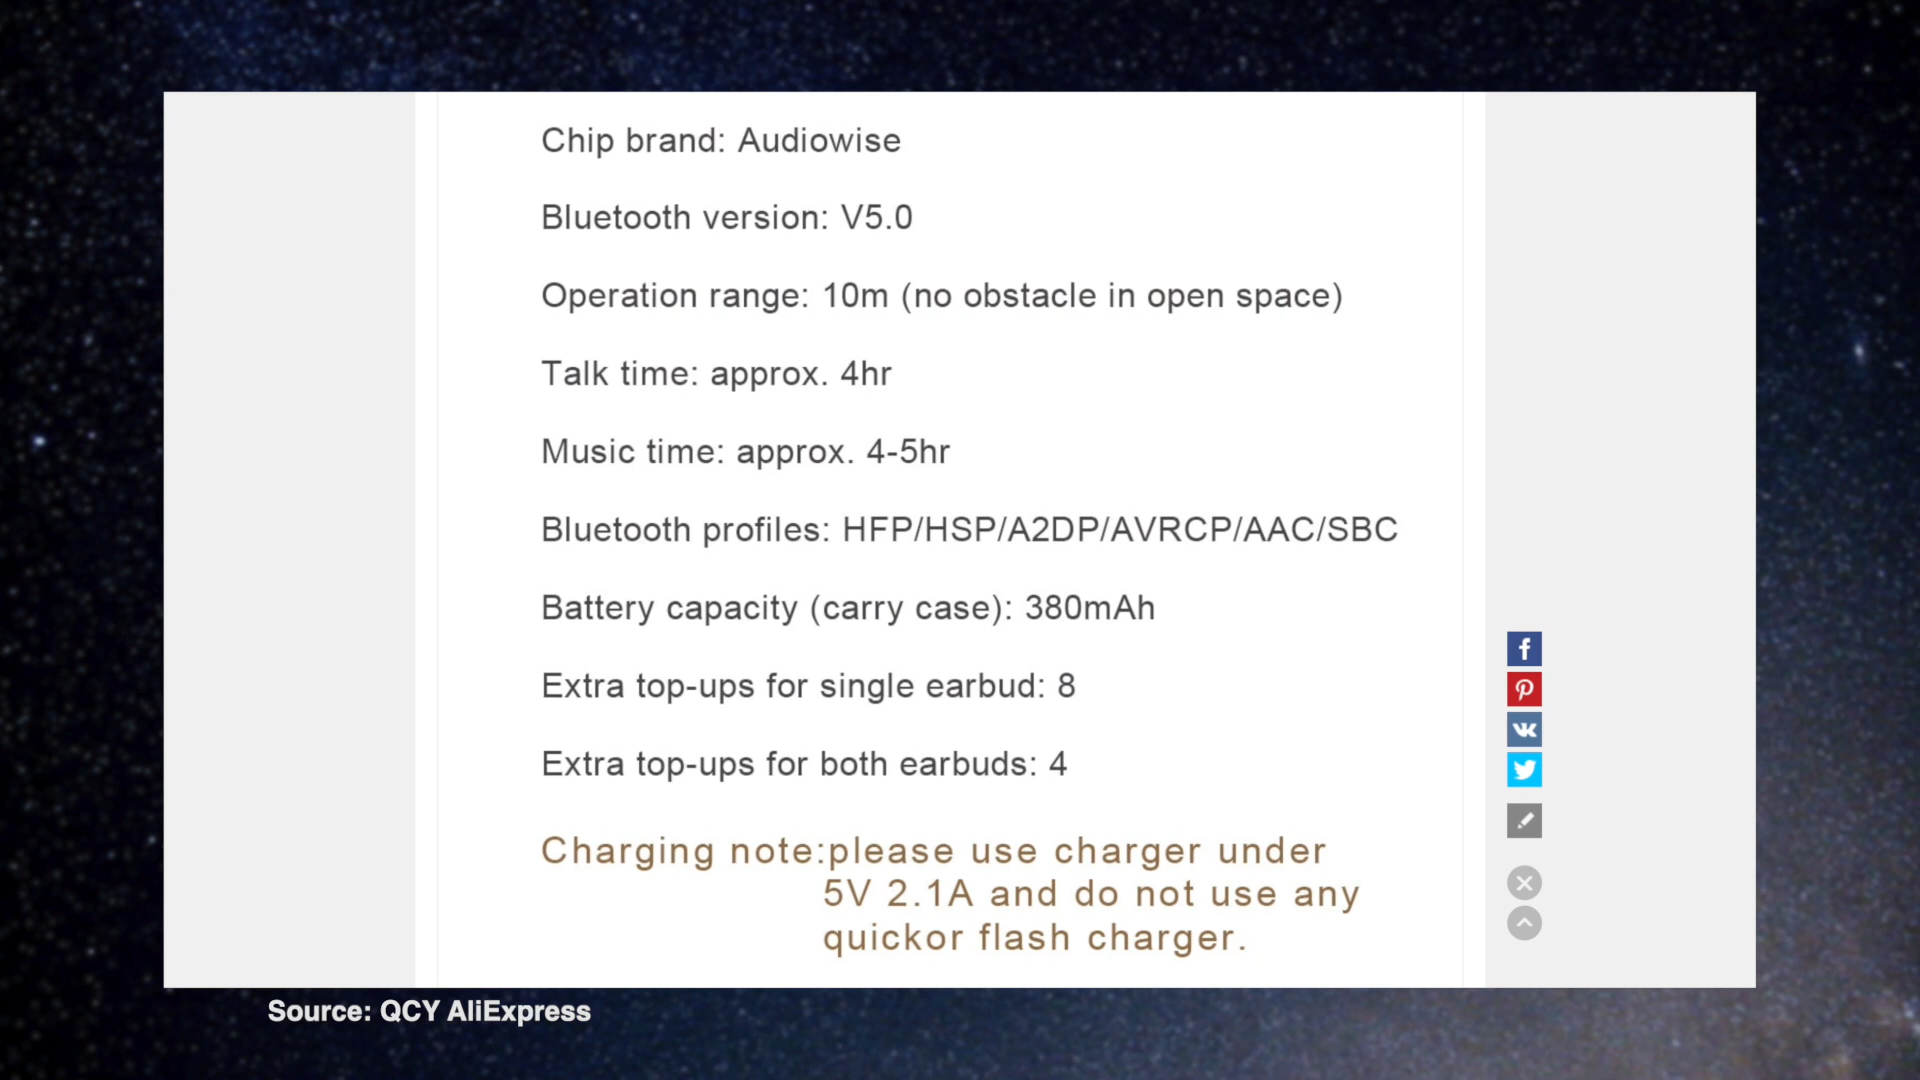 Chip brand: Audiowise
Bluetooth version: V5.0
Operation range: 10m (no obstacle in open space)
Talk time: approx. 4hr
Music time: approx. 4-5hr
Bluetooth profiles: HFP/HSP/A2DP/AVRCP/AAC/SBC
Battery capacity (carry case): 380mAh
Extra top-ups for single earbud: 8
Extra top-ups for both earbuds: 4
Charging note:please use charger under
5V 2.1A and do not use any
quickor flash charger.
Source: QCY AliExpress